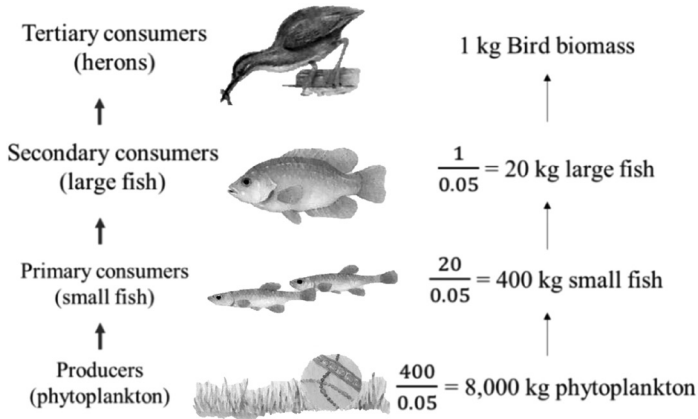 Tertiary consumers
(herons)
1 kg Bird biomass
Secondary consumers
(large fish)
1/0.05 = 20 kg large fish
Primary consumers
(small fish)
20/0.05 = 400 kg small fish
Producers
(phytoplankton)
400/0.05 = 8,000 kg phytoplankton